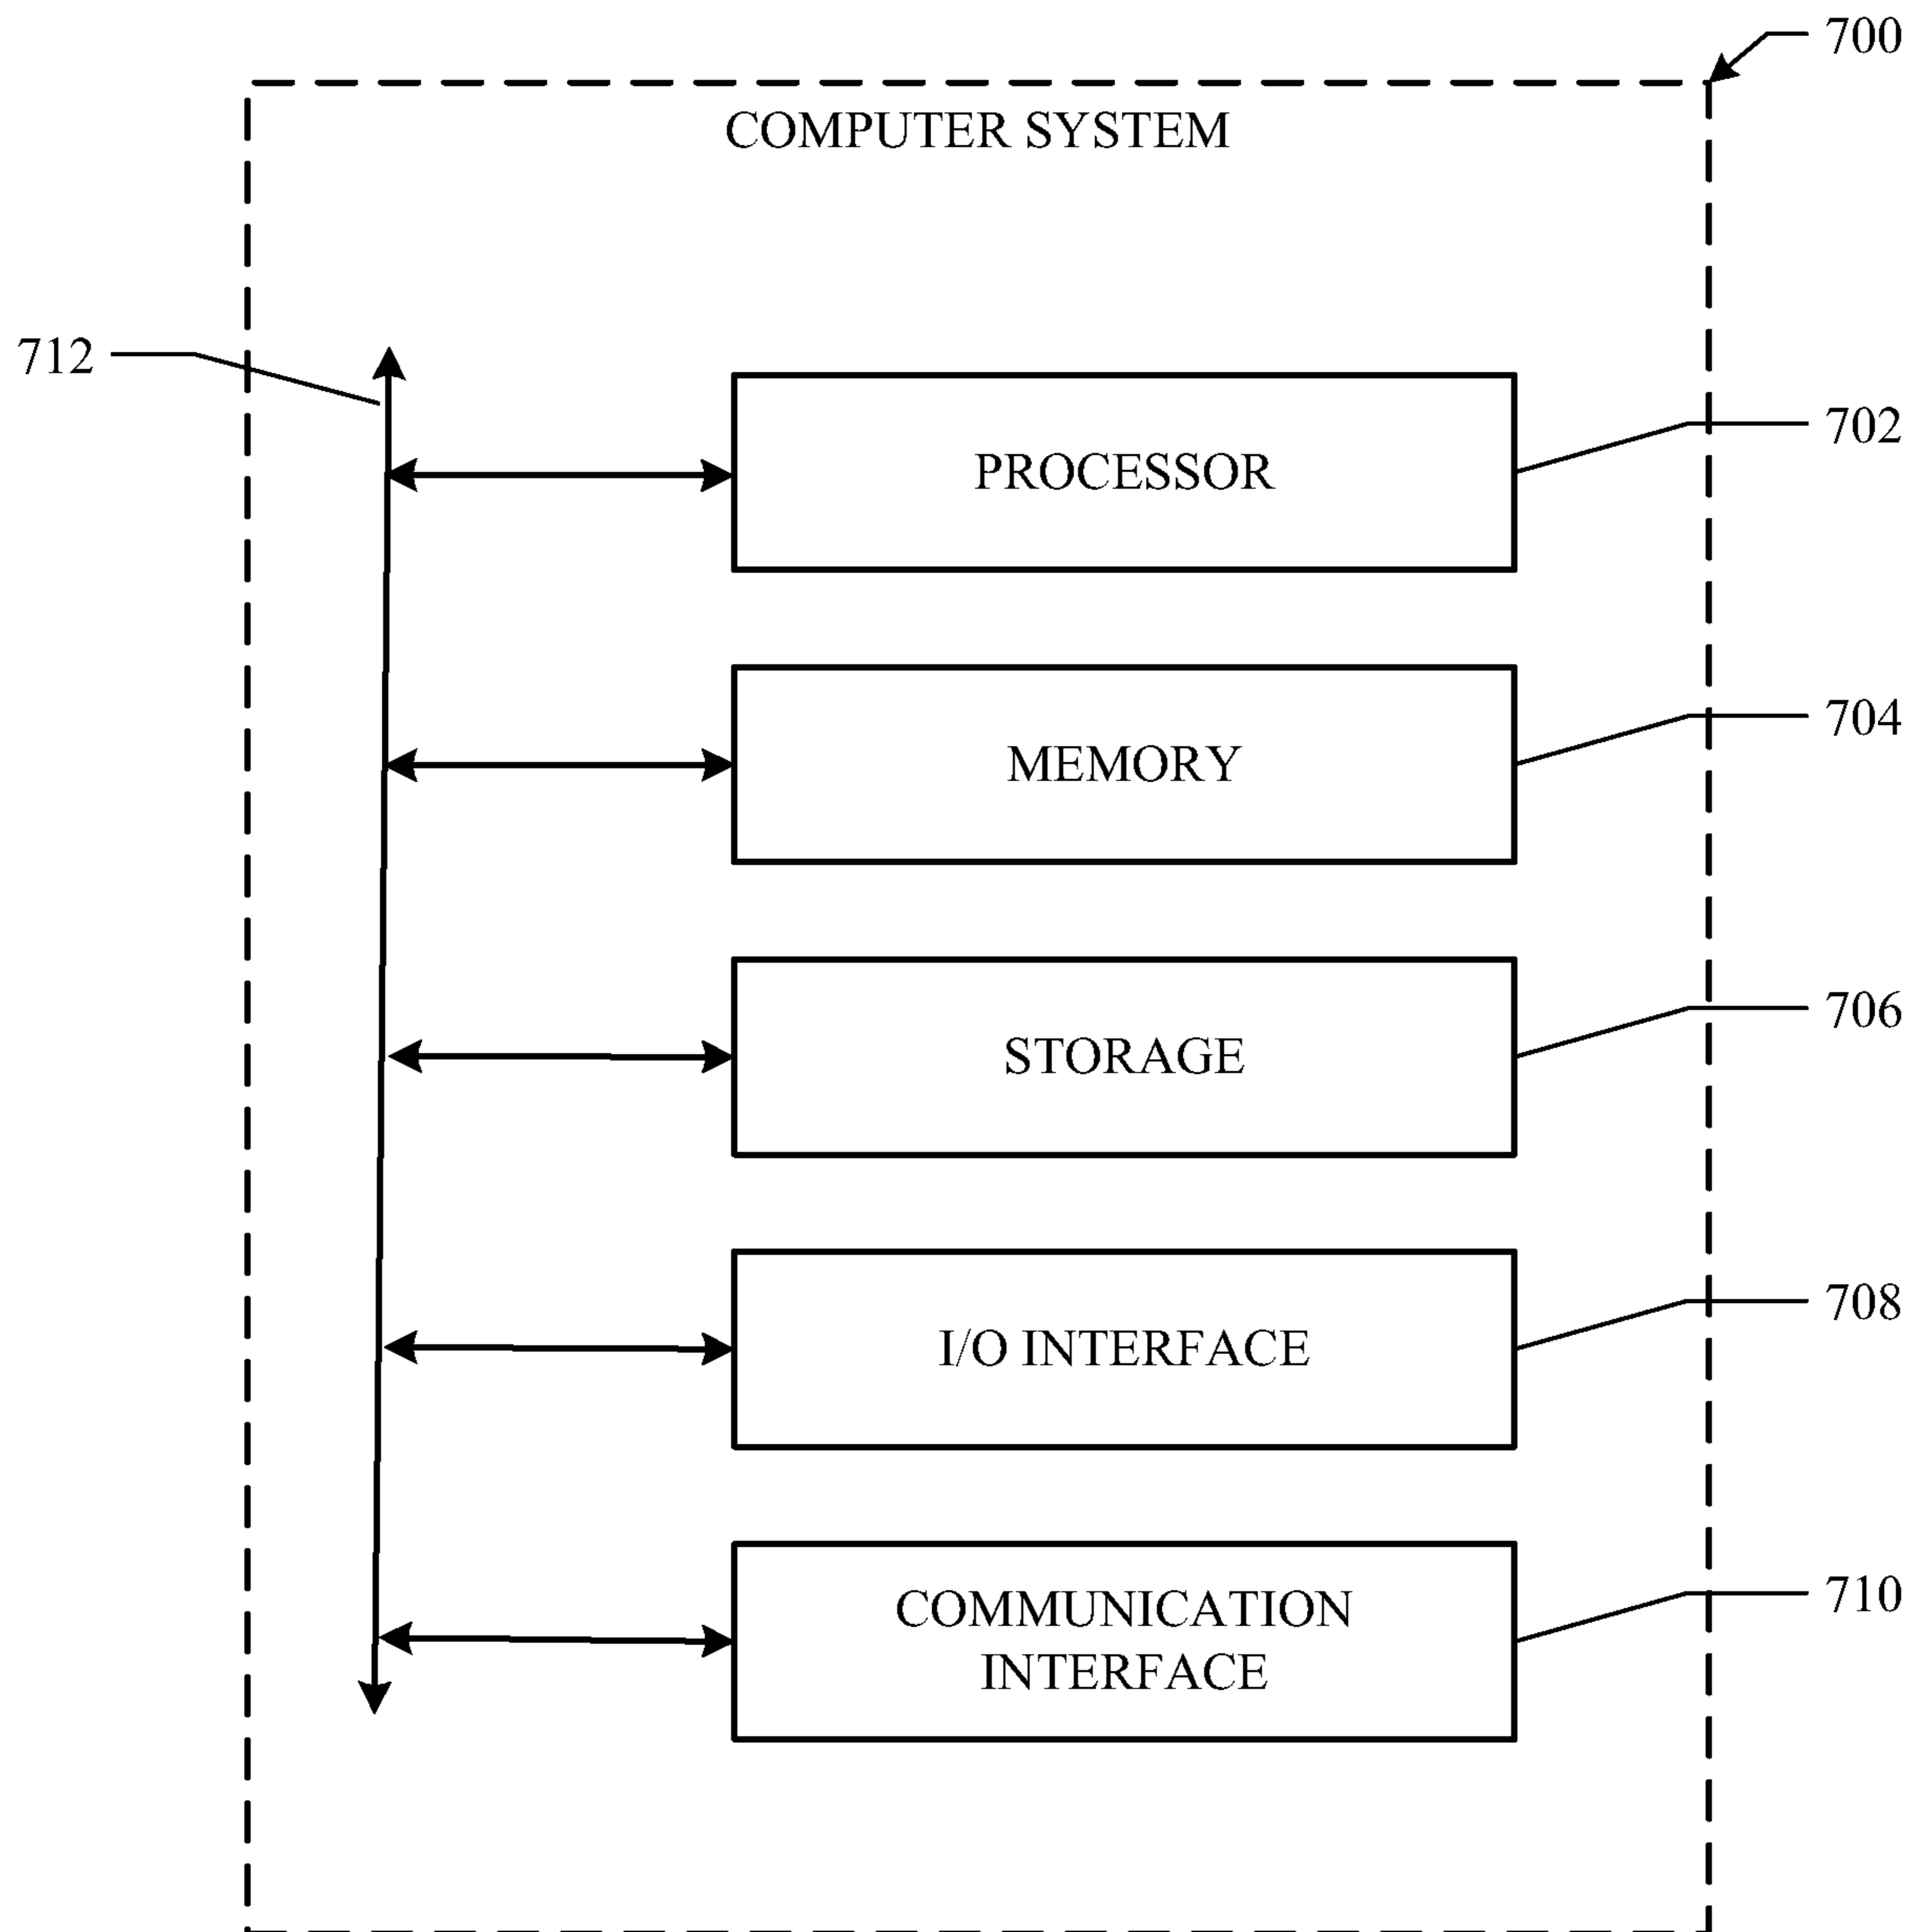 700
COMPUTER SYSTEM
712
702
PROCESSOR
704
MEMORY
706
STORAGE
708
I/O INTERFACE
710
COMMUNICATION
INTERFACE